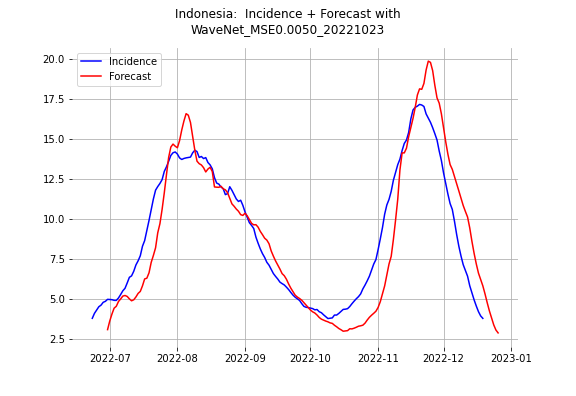 Indonesia:  Incidence + Forecast with
WaveNet_MSE0.0050_20221023
Incidence
Forecast
20.0
17.5
15.0
12.5
10.0
7.5
5.0
2.5
2022-07 2022-08 2022-09 2022-10 2022-11 2022-12 2023-01